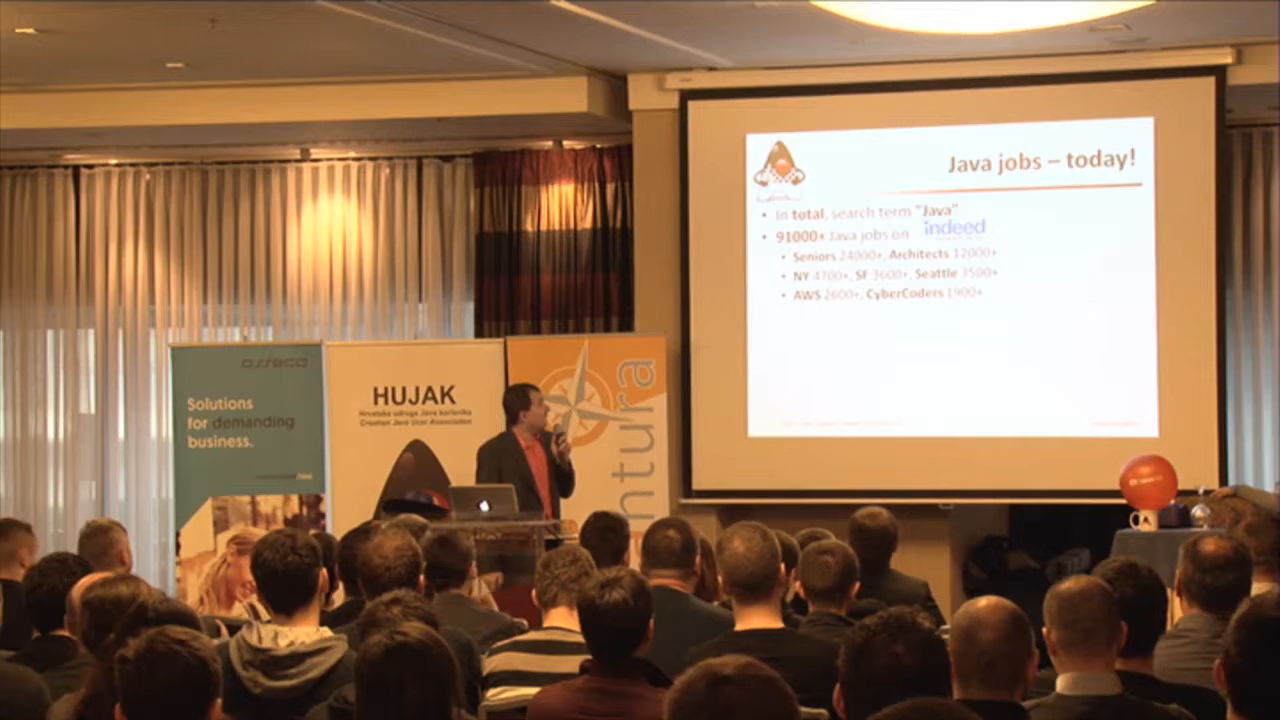 Java jobs – today!
• In total, search term "Java"
• 91000+ Java jobs on indeed
• Seniors 24000+, Architects 12000+
• NY 4700+, SF 3600+, Seattle 3500+
• AWS 2600+, CyberCoders 1900+
asseco
Solutions
for demanding
business.
HUJAK
Hrvatska udruga Java korisnika
Croatian Java User Association
ntura